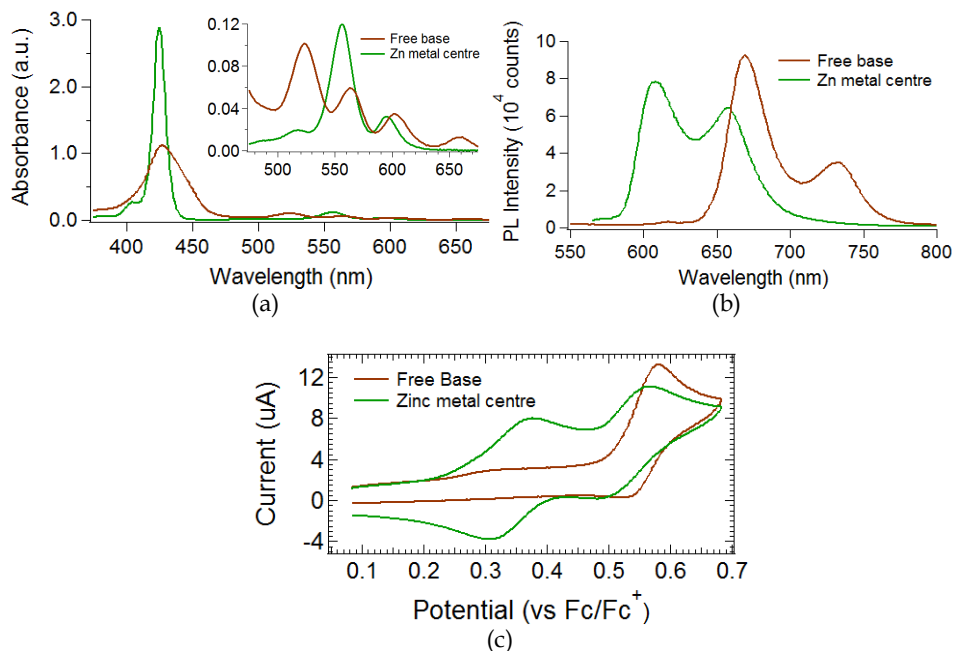 3.0
2.0
1.0
0.0
Absorbance (a.u.)
400
450
500
550
600
650
Wavelength (nm)
0.12
0.08
0.04
0.00
500
550
600
650
Free base
Zn metal centre
(a)
10
8
6
4
2
0
PL Intensity (10⁴ counts)
550
600
650
700
750
800
Wavelength (nm)
Free base
Zn metal centre
(b)
12
8
4
0
-4
Current (uA)
0.1
0.2
0.3
0.4
0.5
0.6
0.7
Potential (vs Fc/Fc⁺)
Free Base
Zinc metal centre
(c)